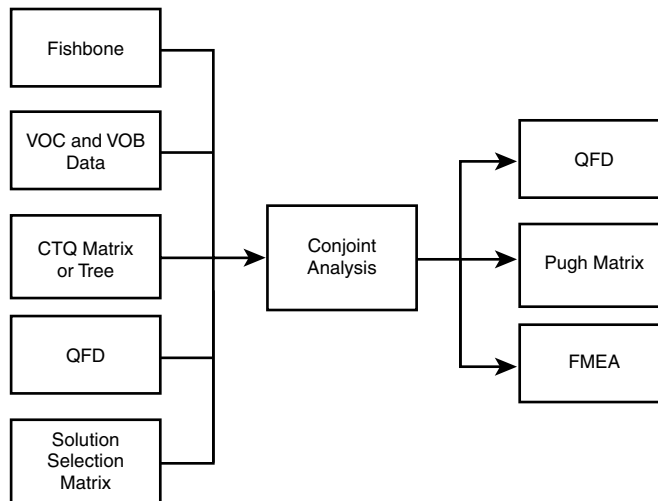 Fishbone
VOC and VOB
Data
CTQ Matrix
or Tree
QFD
Solution
Selection
Matrix
Conjoint
Analysis
QFD
Pugh Matrix
FMEA